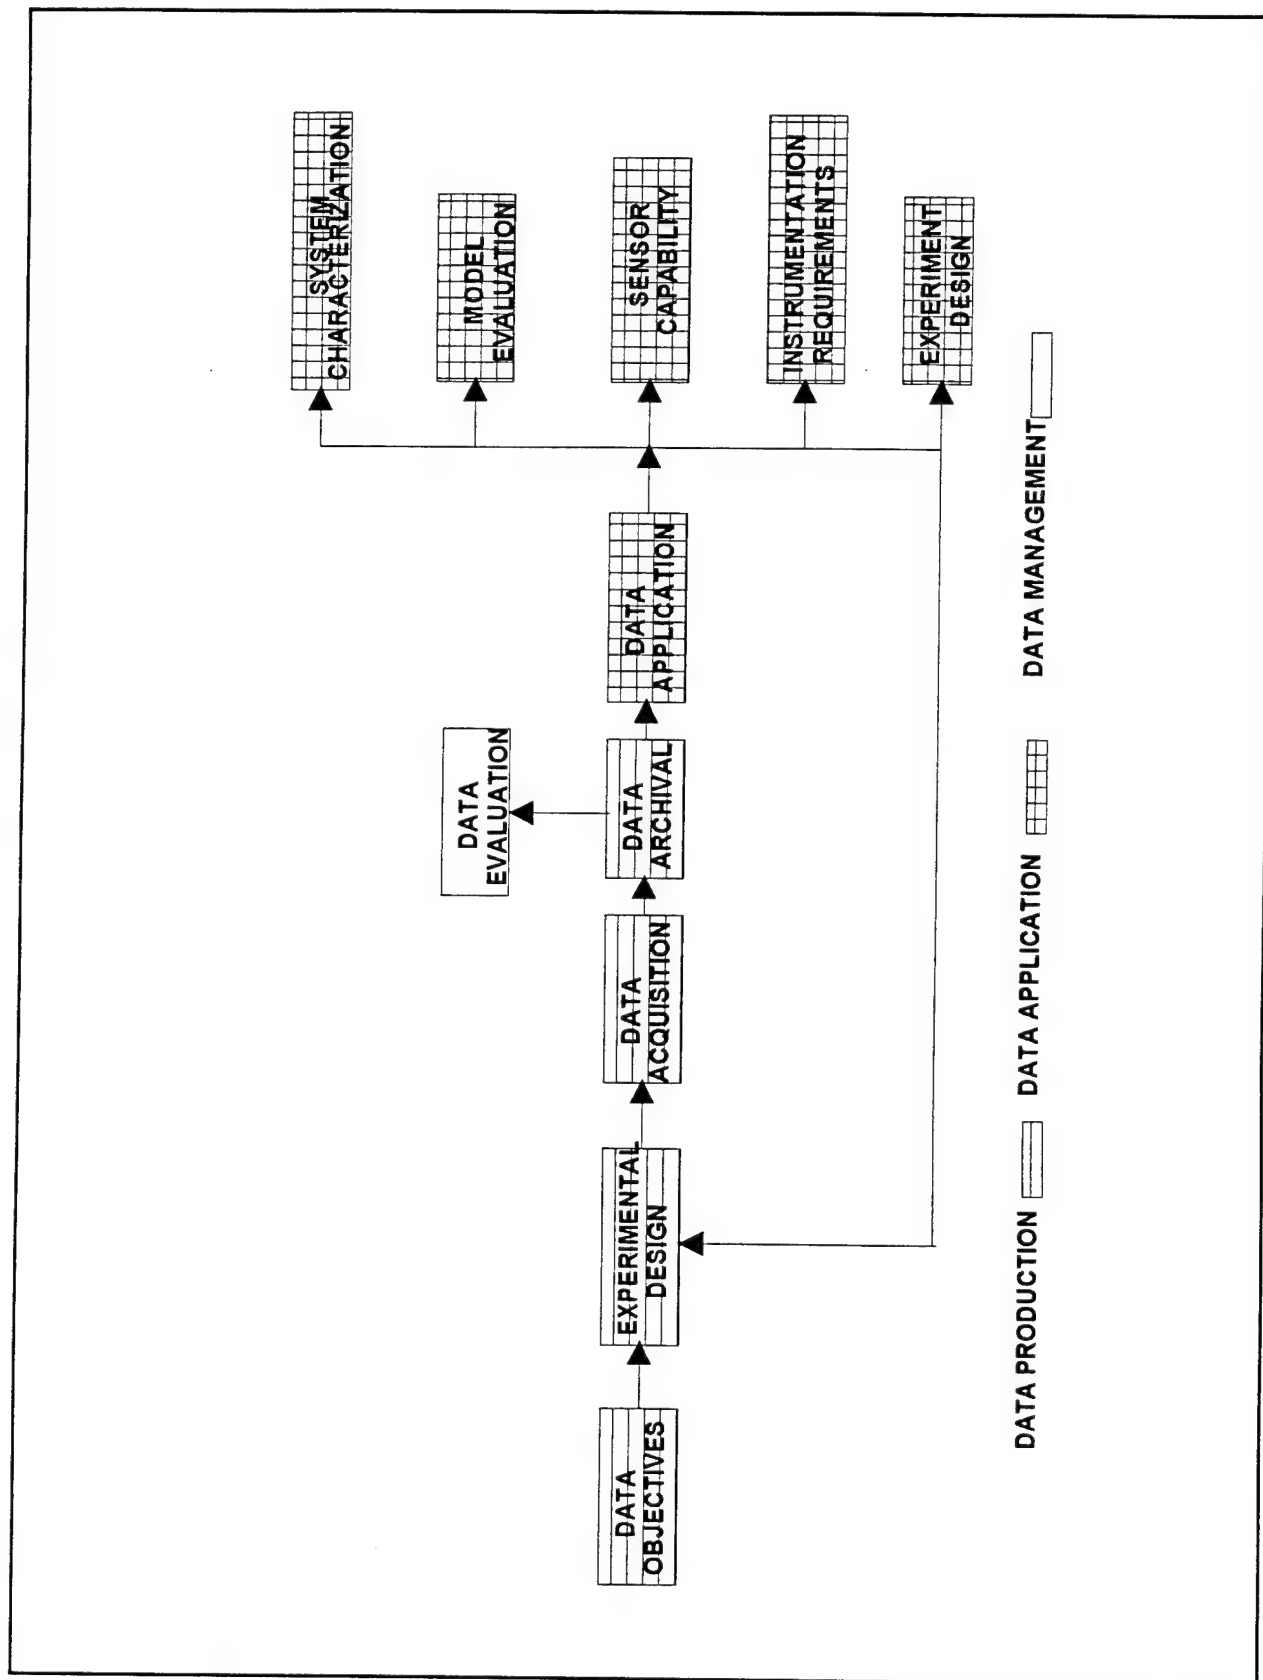 SYSTEM
CHARACTERIZATION
MODEL
EVALUATION
DATA
EVALUATION
DATA
OBJECTIVES
EXPERIMENTAL
DESIGN
DATA
ACQUISITION
DATA
ARCHIVAL
DATA
APPLICATION
SENSOR
CAPABILITY
INSTRUMENTATION
REQUIREMENTS
EXPERIMENT
DESIGN
DATA PRODUCTION
DATA APPLICATION
DATA MANAGEMENT